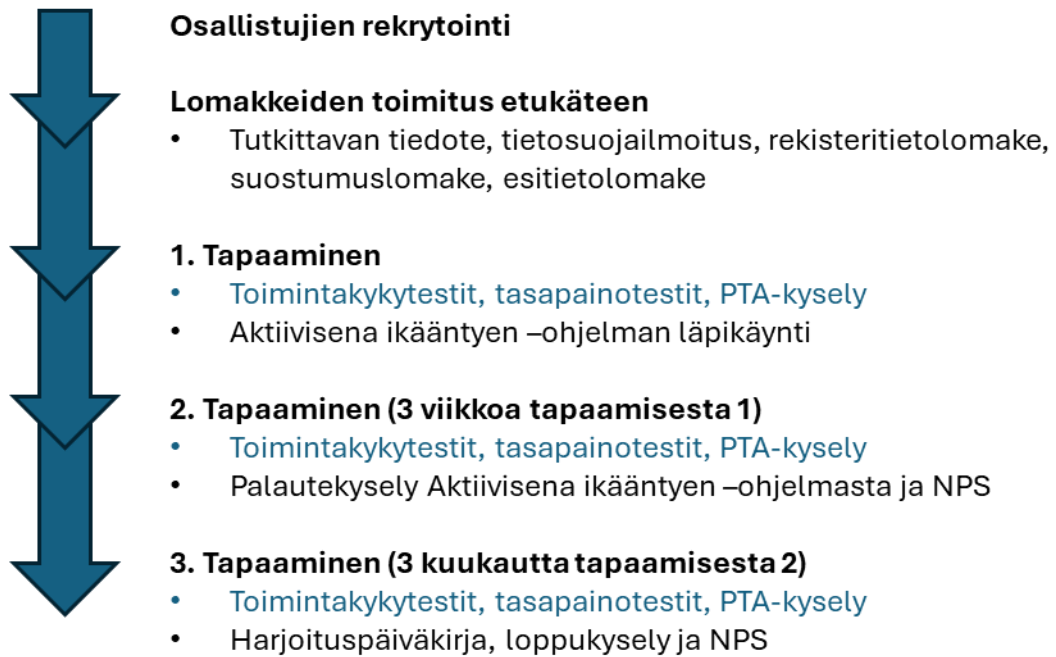 Osallistujien rekrytointi
Lomakkeiden toimitus etukäteen
• Tutkittavan tiedote, tietosuojailmoitus, rekisteritietolomake,
suostumuslomake, esitietolomake
1. Tapaaminen
• Toimintakykytestit, tasapainotestit, PTA-kysely
• Aktiivisena ikääntyen –ohjelman läpikäynti
2. Tapaaminen (3 viikkoa tapaamisesta 1)
• Toimintakykytestit, tasapainotestit, PTA-kysely
• Palautekysely Aktiivisena ikääntyen –ohjelmasta ja NPS
3. Tapaaminen (3 kuukautta tapaamisesta 2)
• Toimintakykytestit, tasapainotestit, PTA-kysely
• Harjoituspäiväkirja, loppukysely ja NPS